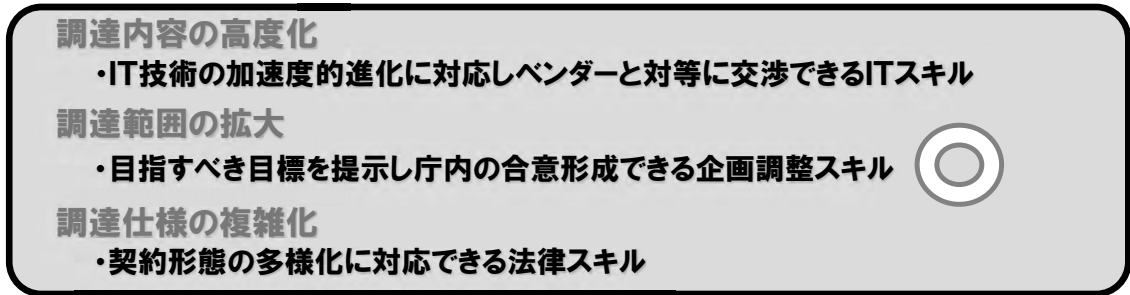 調達内容の高度化
・IT技術の加速度的進化に対応しベンダーと対等に交渉できるITスキル
調達範囲の拡大
・目指すべき目標を提示し庁内の合意形成できる企画調整スキル
調達仕様の複雑化
・契約形態の多様化に対応できる法律スキル